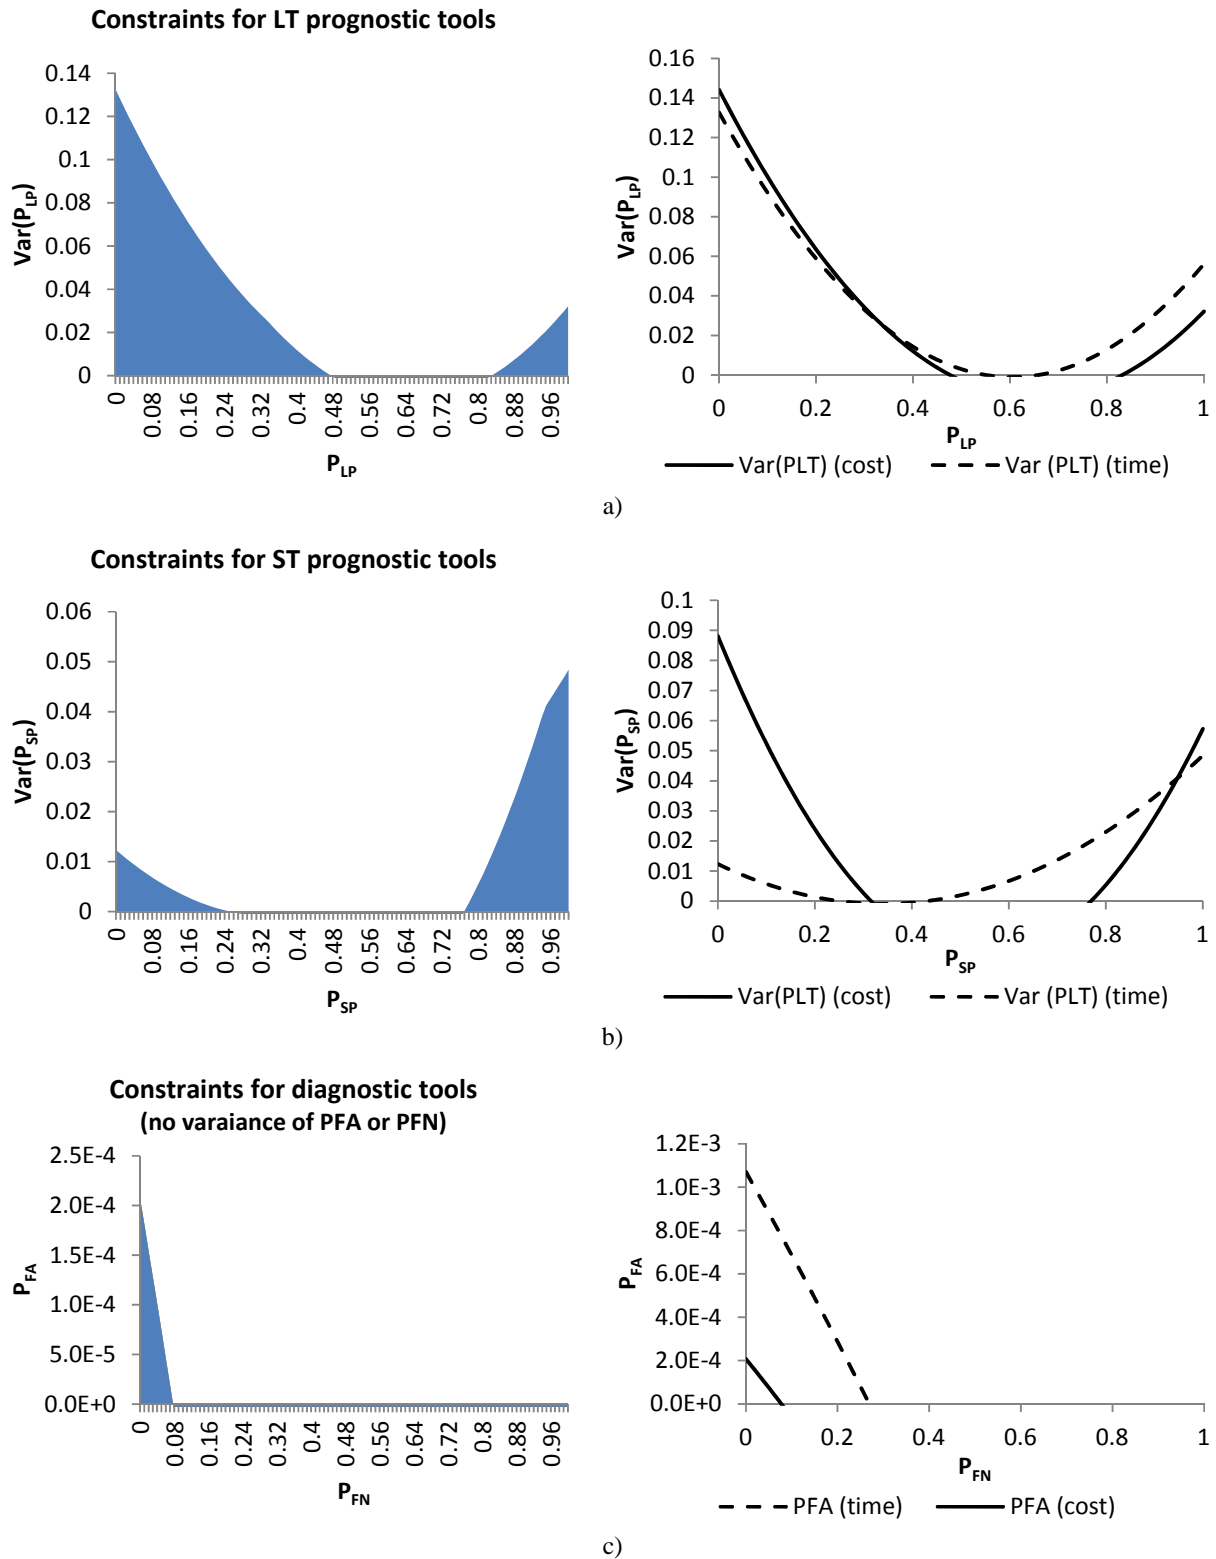 Constraints for LT prognostic tools
Var(P_LP)
0.14
0.12
0.1
0.08
0.06
0.04
0.02
0
0 0.08 0.16 0.24 0.32 0.4 0.48 0.56 0.64 0.72 0.8 0.88 0.96
P_LP
Var(P_LP)
0.16
0.14
0.12
0.1
0.08
0.06
0.04
0.02
0
0 0.2 0.4 0.6 0.8 1
P_LP
Var(PLT) (cost) Var (PLT) (time)
a)
Constraints for ST prognostic tools
Var(P_SP)
0.06
0.05
0.04
0.03
0.02
0.01
0
0 0.08 0.16 0.24 0.32 0.4 0.48 0.56 0.64 0.72 0.8 0.88 0.96
P_SP
Var(P_SP)
0.1
0.09
0.08
0.07
0.06
0.05
0.04
0.03
0.02
0.01
0
0 0.2 0.4 0.6 0.8 1
P_SP
Var(PLT) (cost) Var (PLT) (time)
b)
Constraints for diagnostic tools
(no varaiance of PFA or PFN)
P_FA
2.5E-4
2.0E-4
1.5E-4
1.0E-4
5.0E-5
0.0E+0
0 0.08 0.16 0.24 0.32 0.4 0.48 0.56 0.64 0.72 0.8 0.88 0.96
P_FN
P_FA
1.2E-3
1.0E-3
8.0E-4
6.0E-4
4.0E-4
2.0E-4
0.0E+0
0 0.2 0.4 0.6 0.8 1
P_FN
PFA (time) PFA (cost)
c)